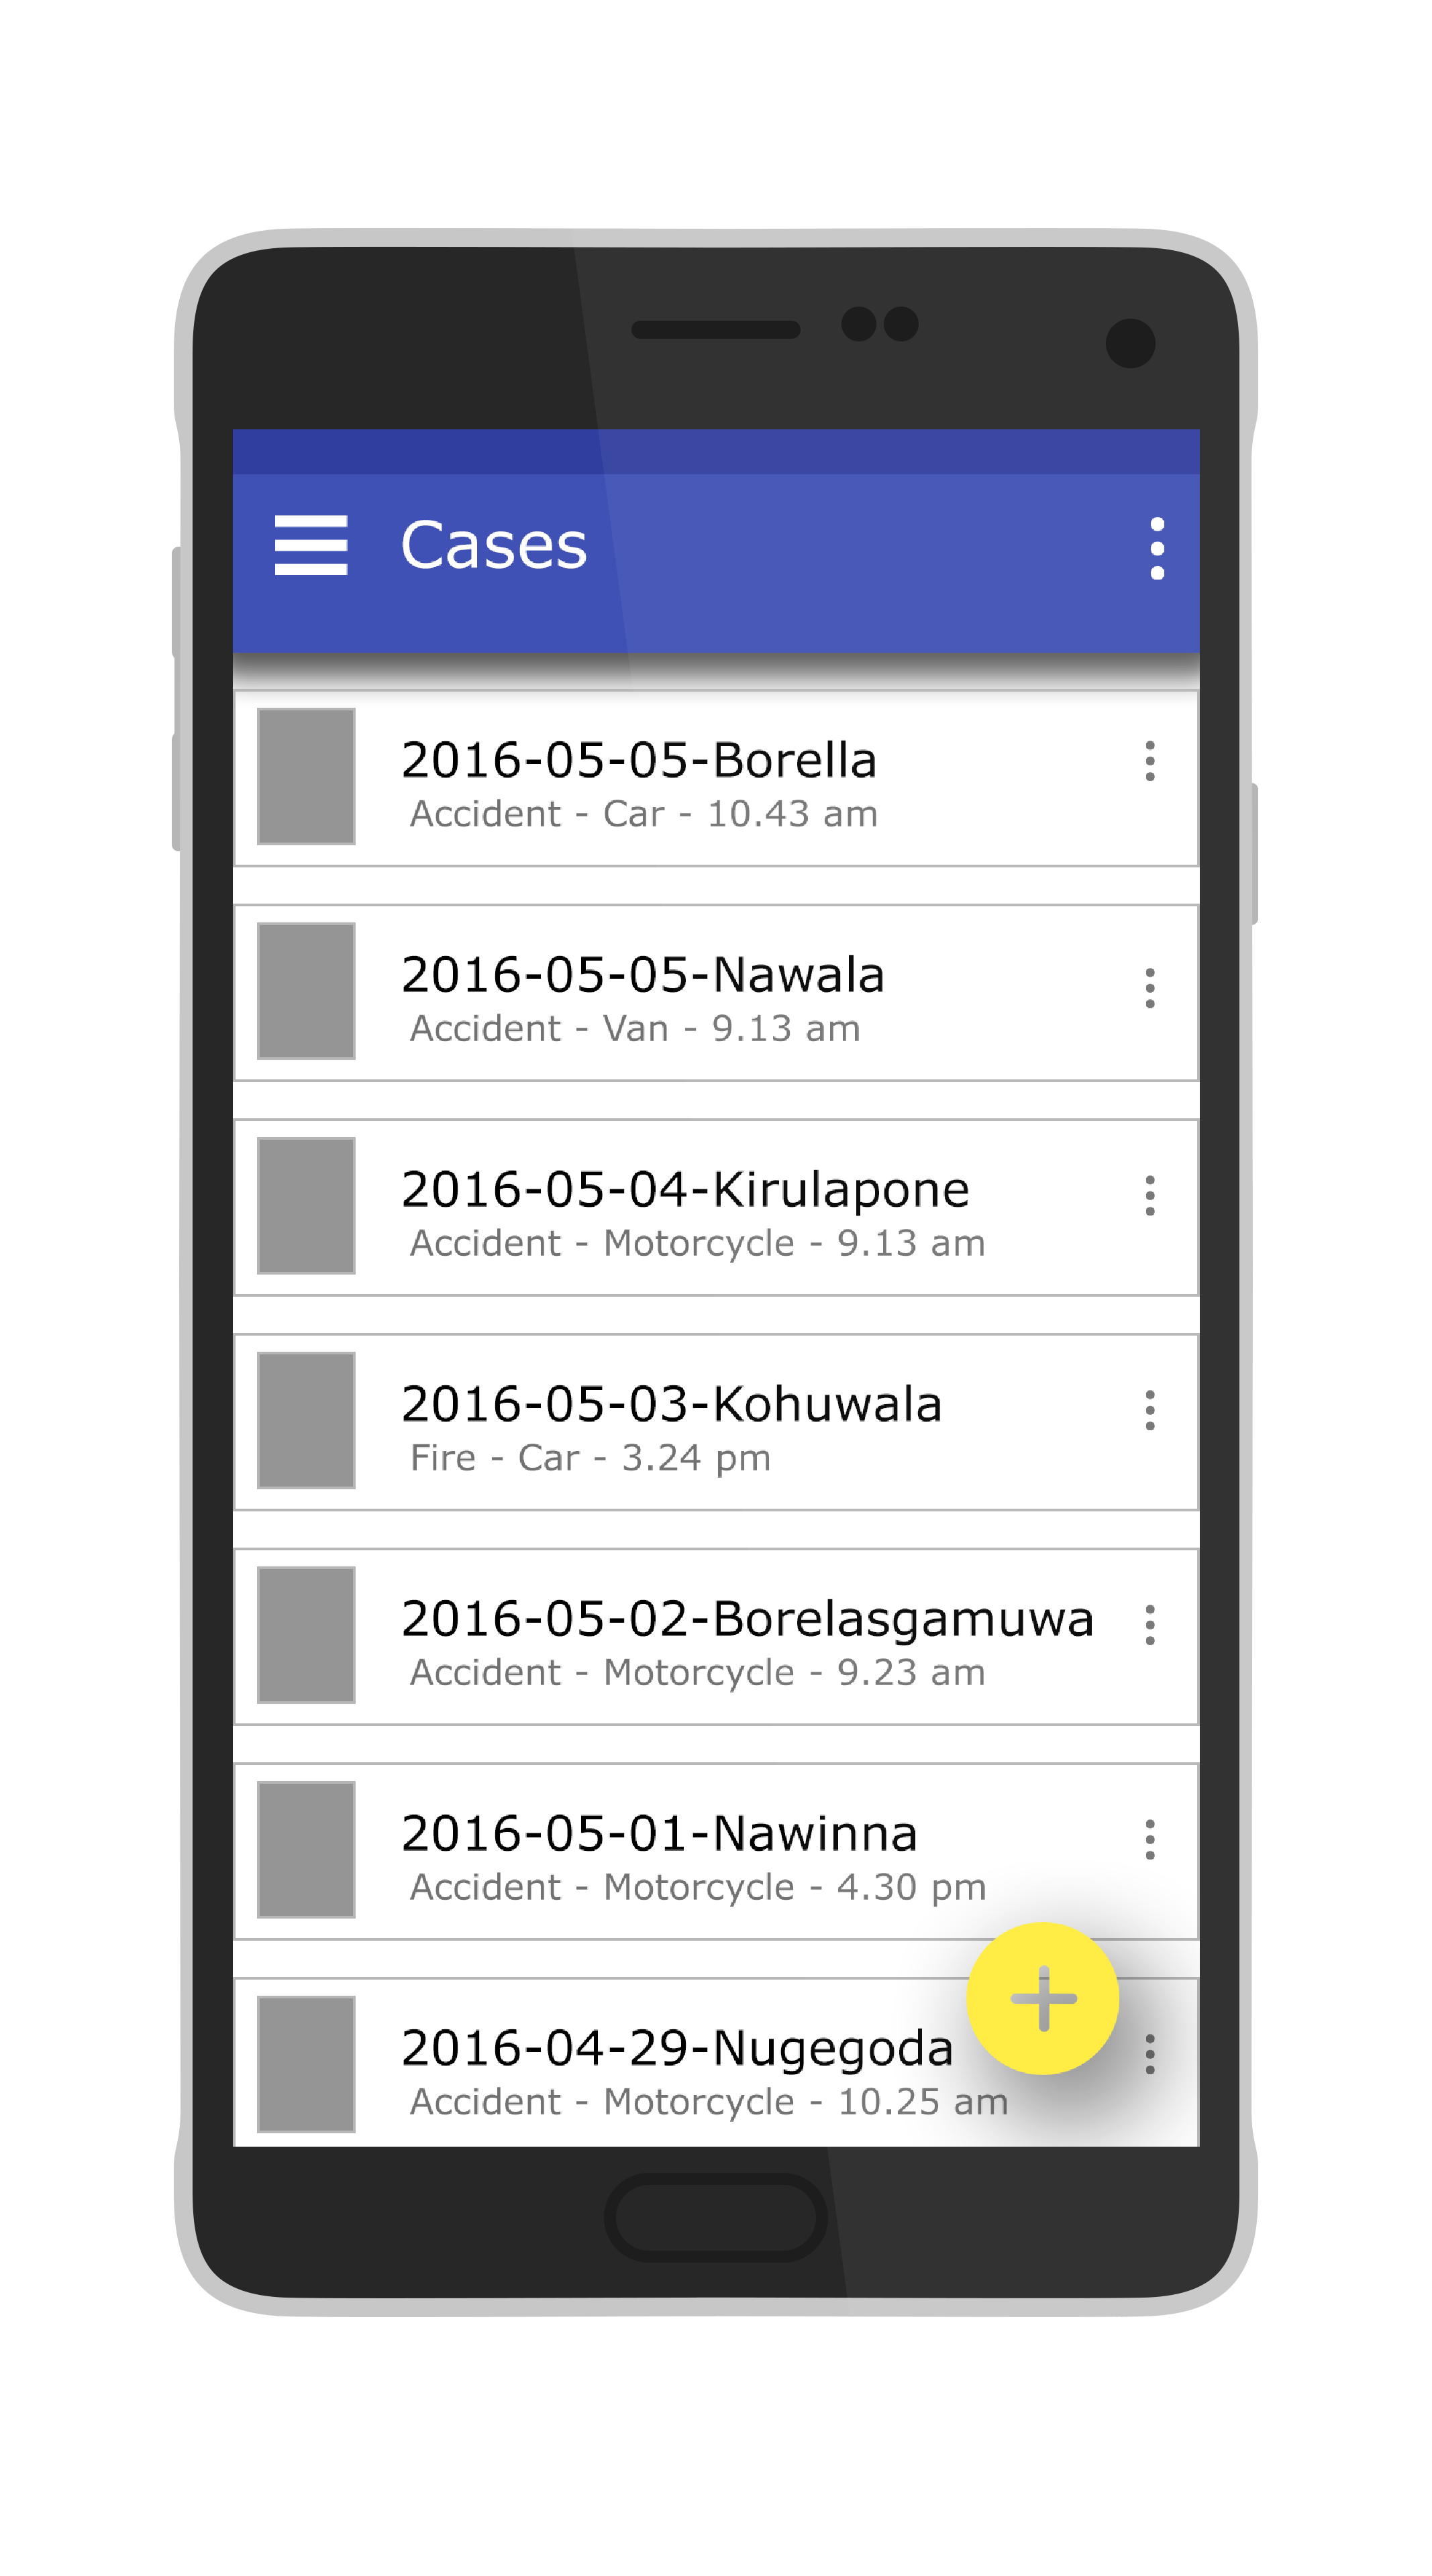 Cases
2016-05-05-Borella
Accident - Car - 10.43 am
2016-05-05-Nawala
Accident - Van - 9.13 am
2016-05-04-Kirulapone
Accident - Motorcycle - 9.13 am
2016-05-03-Kohuwala
Fire - Car - 3.24 pm
2016-05-02-Borelasgamuwa
Accident - Motorcycle - 9.23 am
2016-05-01-Nawinna
Accident - Motorcycle - 4.30 pm
2016-04-29-Nugegoda
Accident - Motorcycle - 10.25 am